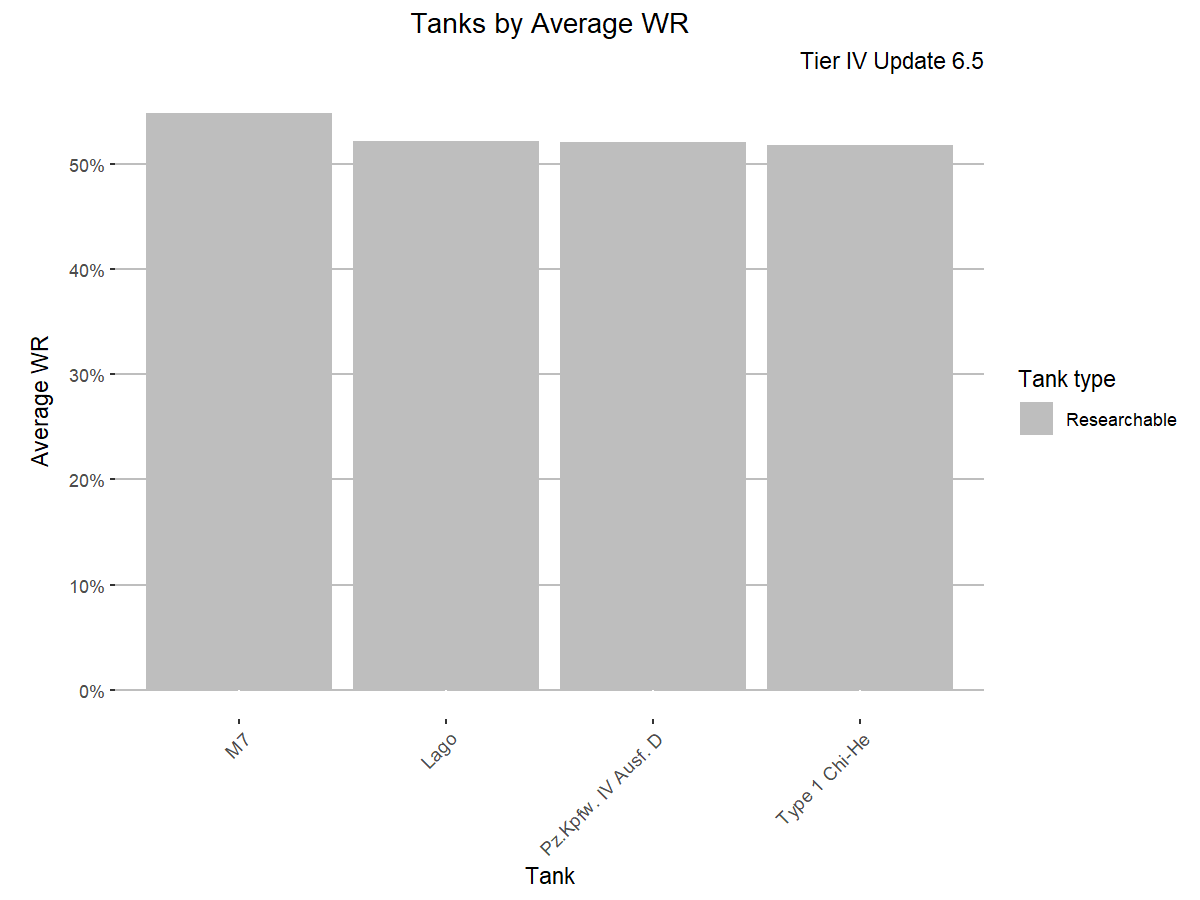 Tanks by Average WR
Tier IV Update 6.5
Average WR
50%
40%
30%
20%
10%
0%
M7
Lago
Pz.Kpfw. IV Ausf. D
Type 1 Chi-He
Tank
Tank type
Researchable